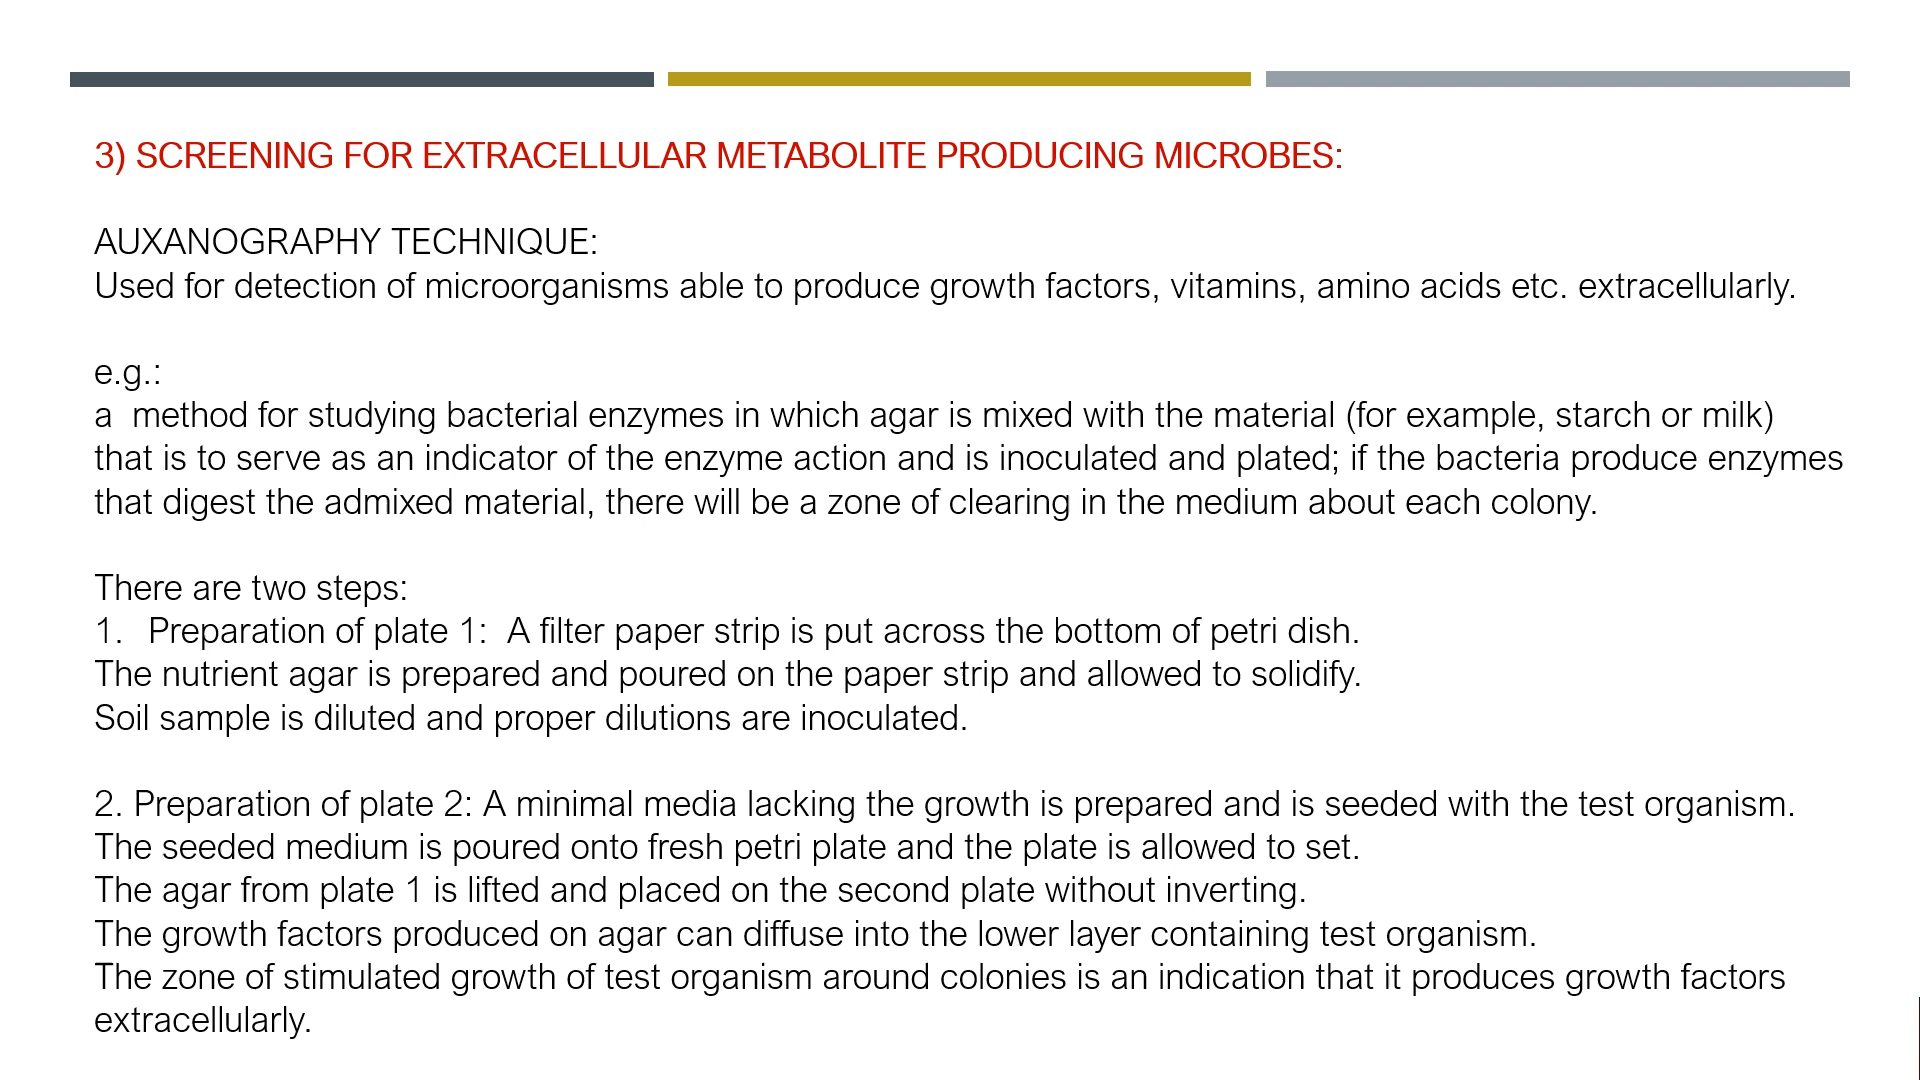 3) SCREENING FOR EXTRACELLULAR METABOLITE PRODUCING MICROBES:
AUXANOGRAPHY TECHNIQUE:
Used for detection of microorganisms able to produce growth factors, vitamins, amino acids etc. extracellularly.
e.g.:
a  method for studying bacterial enzymes in which agar is mixed with the material (for example, starch or milk)
that is to serve as an indicator of the enzyme action and is inoculated and plated; if the bacteria produce enzymes
that digest the admixed material, there will be a zone of clearing in the medium about each colony.
There are two steps:
1.  Preparation of plate 1:  A filter paper strip is put across the bottom of petri dish.
The nutrient agar is prepared and poured on the paper strip and allowed to solidify.
Soil sample is diluted and proper dilutions are inoculated.
2. Preparation of plate 2: A minimal media lacking the growth is prepared and is seeded with the test organism.
The seeded medium is poured onto fresh petri plate and the plate is allowed to set.
The agar from plate 1 is lifted and placed on the second plate without inverting.
The growth factors produced on agar can diffuse into the lower layer containing test organism.
The zone of stimulated growth of test organism around colonies is an indication that it produces growth factors
extracellularly.